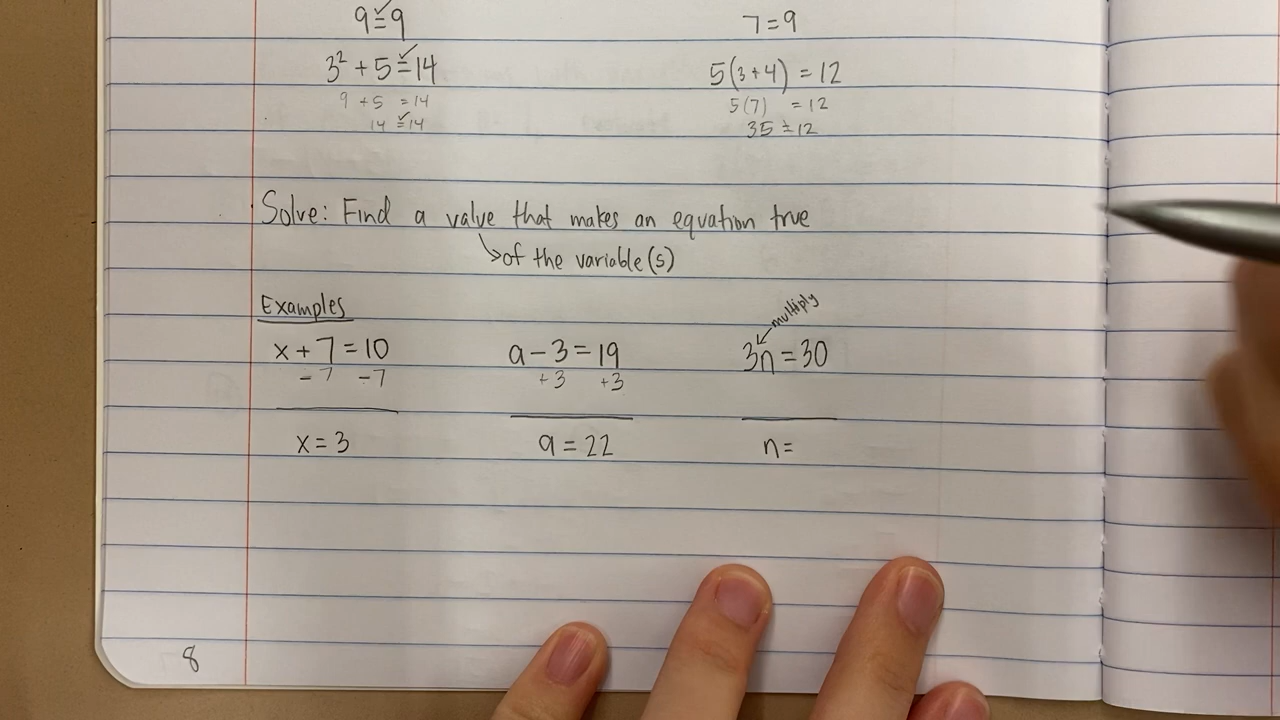 9 ≟ 9 ✓
7 = 9
3² + 5 ≟ 14 ✓
5(3+4) = 12
9 + 5 = 14
5(7) = 12
14 ≟ 14 ✓
35 ≟ 12
Solve: Find a value that makes an equation true
↳ of the variable(s)
Examples
multiply
x + 7 = 10
a − 3 = 19
3n = 30
− 7 − 7
+3 +3
x = 3
a = 22
n =
8